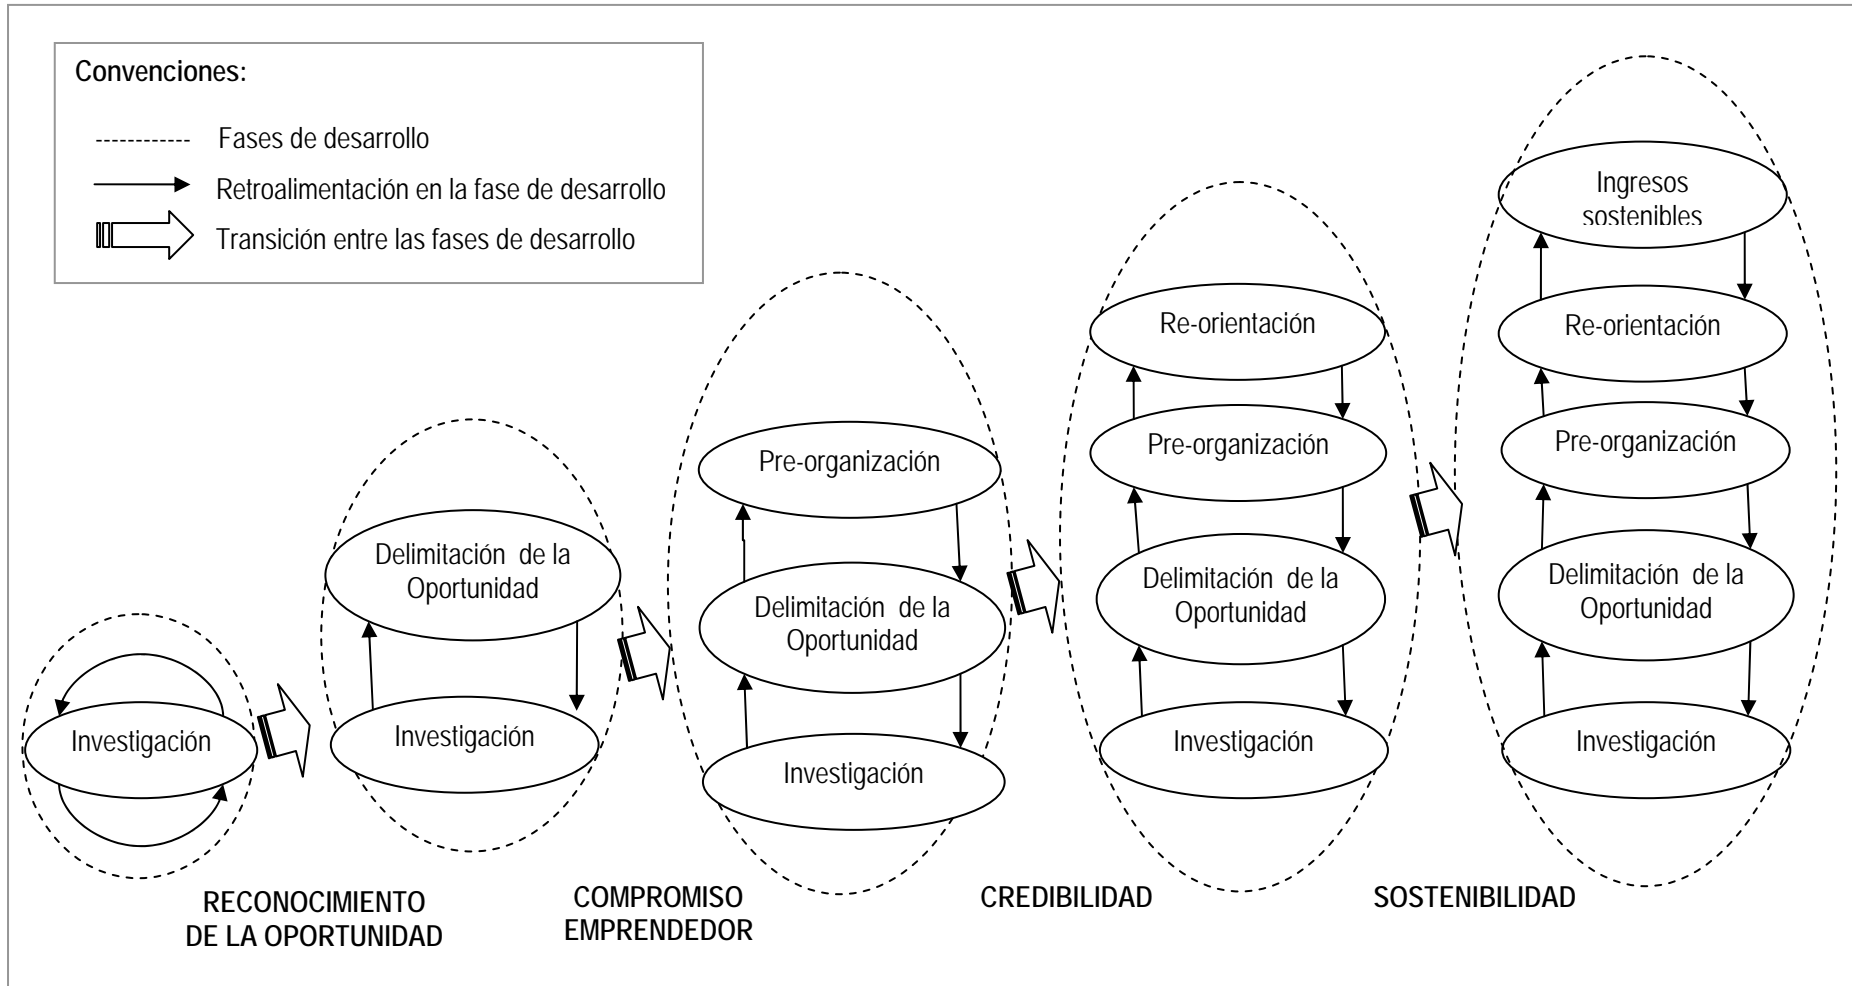 Convenciones:
Fases de desarrollo
Retroalimentación en la fase de desarrollo
Transición entre las fases de desarrollo
Investigación
Delimitación de la
Oportunidad
Investigación
Pre-organización
Delimitación de la
Oportunidad
Investigación
Re-orientación
Pre-organización
Delimitación de la
Oportunidad
Investigación
Ingresos
sostenibles
Re-orientación
Pre-organización
Delimitación de la
Oportunidad
Investigación
RECONOCIMIENTO
DE LA OPORTUNIDAD
COMPROMISO
EMPRENDEDOR
CREDIBILIDAD
SOSTENIBILIDAD